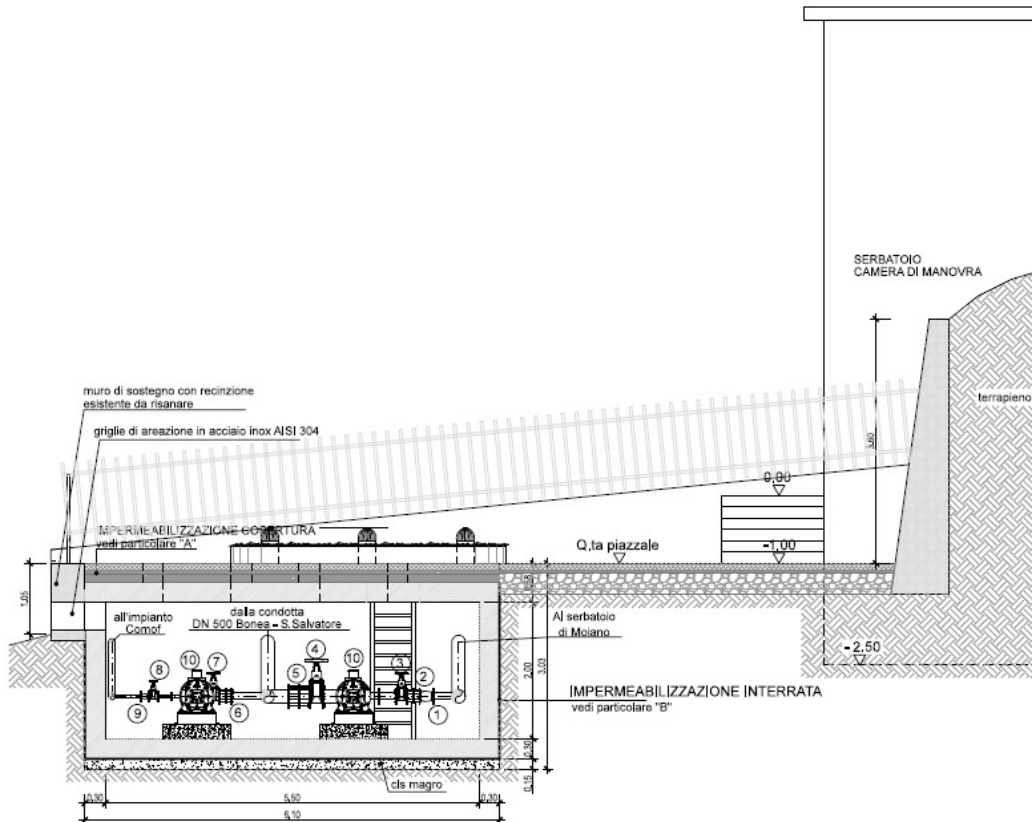 SERBATOIO
CAMERA DI MANOVRA
muro di sostegno con recinzione
esistente da risanare
terrapieno
griglie di areazione in acciaio inox AISI 304
3,60
0,00
IMPERMEABILIZZAZIONE COPERTURA
vedi particolare "A"
Q,ta piazzale
-1,00
1,05
all'impianto
Comof
dalla condotta
DN 500 Bonea - S.Salvatore
Al serbatoio
di Moiano
-2.50
4
8
10
7
5
10
3
2
2,00
3,03
9
6
1
IMPERMEABILIZZAZIONE INTERRATA
vedi particolare "B"
0,30
cls magro
0,15
0,30
5,50
0,30
6,10